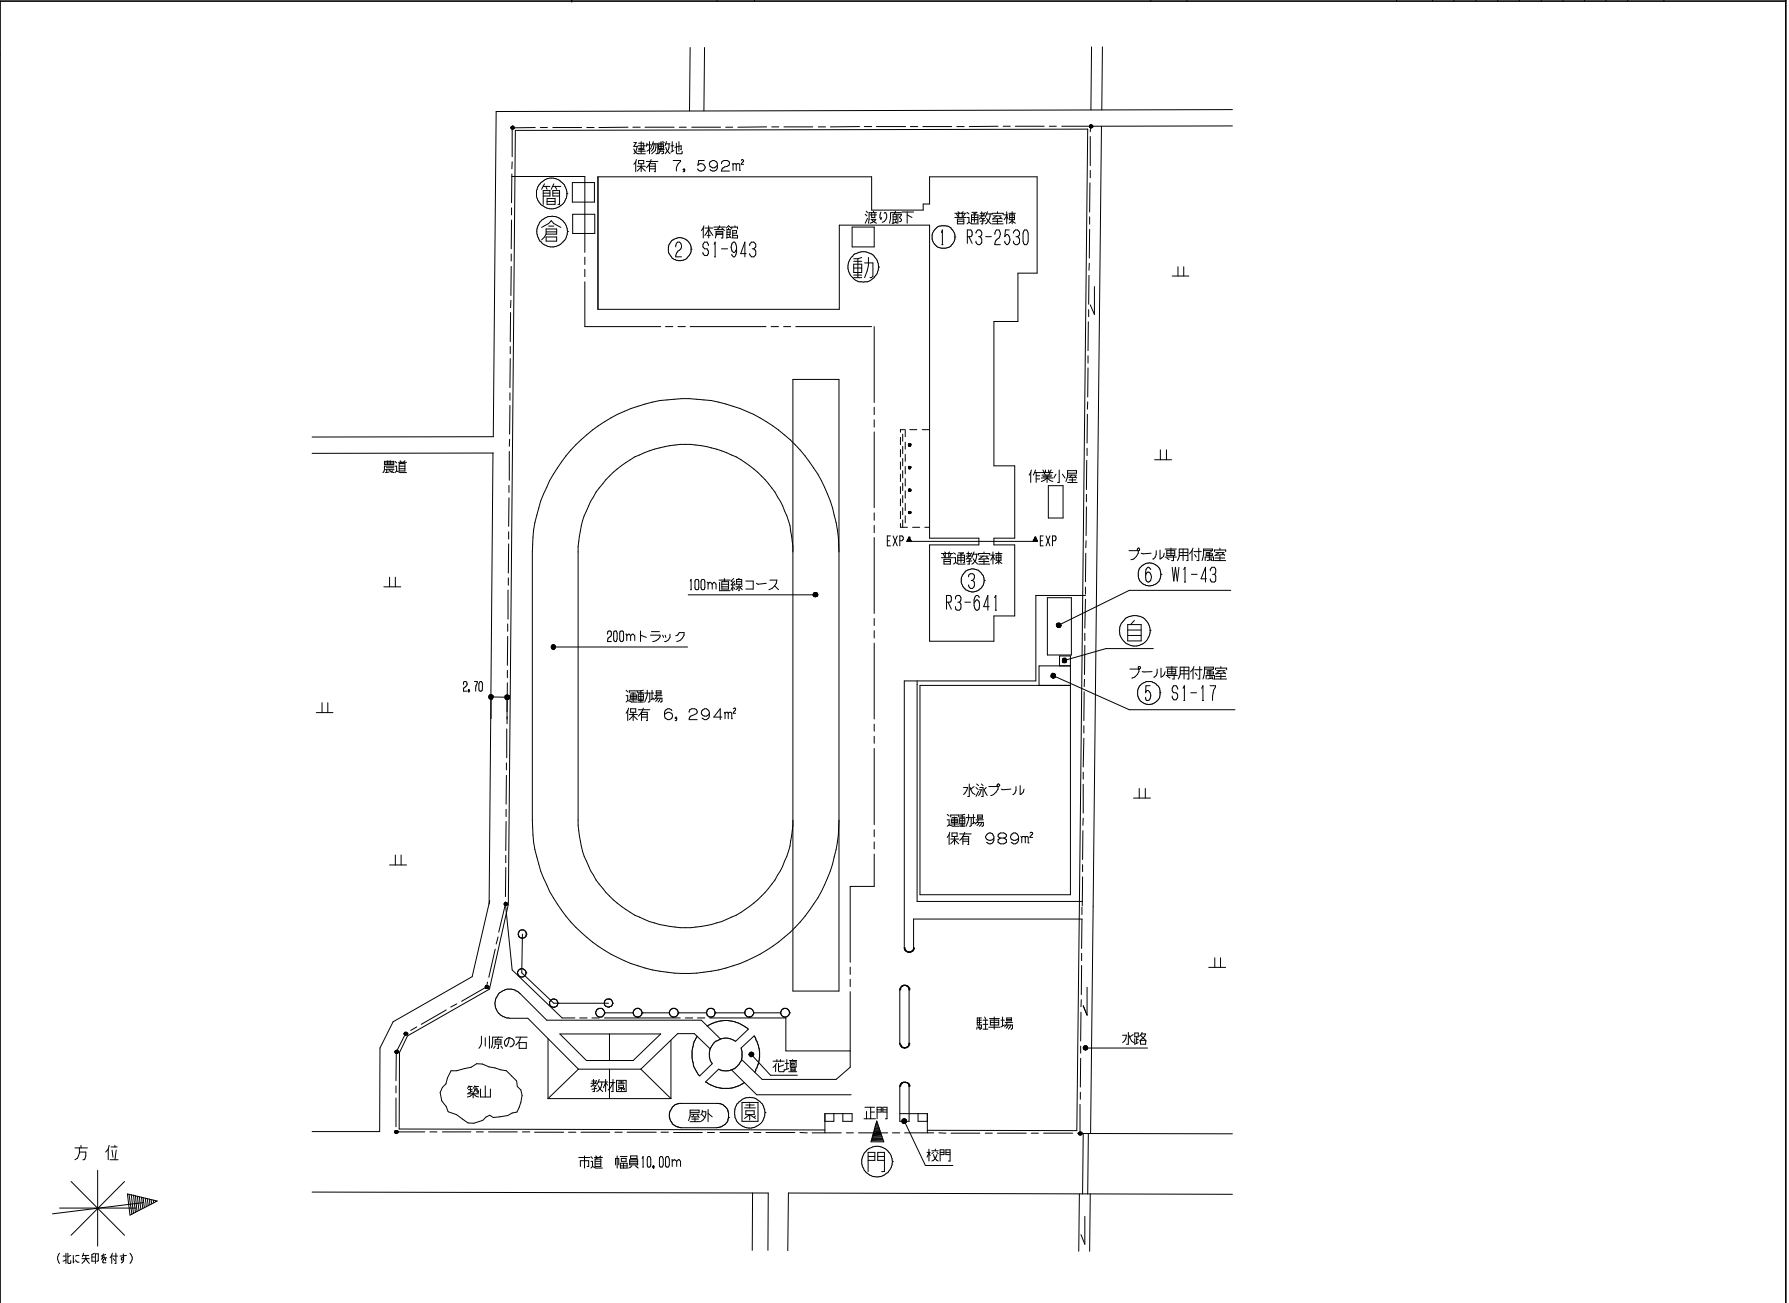 建物敷地
保有 7,592㎡
簡
倉
体育館
② S1-943
渡り廊下
動
普通教室棟
① R3-2530
農道
作業小屋
EXP
EXP
普通教室棟
③
R3-641
プール専用付属室
⑥ W1-43
自
プール専用付属室
⑤ S1-17
100m直線コース
200mトラック
2.70
運動場
保有 6,294㎡
水泳プール
運動場
保有 989㎡
駐車場
水路
川原の石
花壇
築山
教材園
屋外
園
正門
門
校門
市道 幅員10.00m
方 位
(北に矢印を付す)